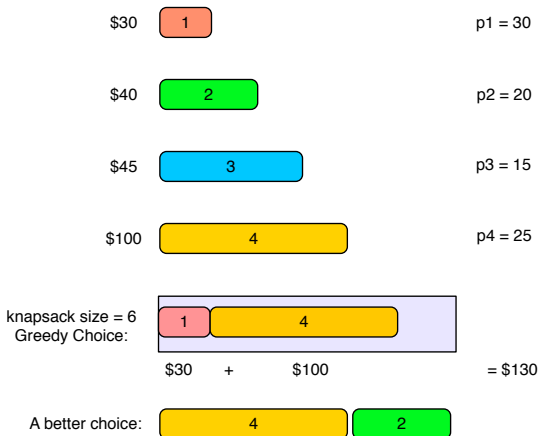 $30 1 p1 = 30
$40 2 p2 = 20
$45 3 p3 = 15
$100 4 p4 = 25
knapsack size = 6
Greedy Choice: 1 4
$30 + $100 = $130
A better choice: 4 2